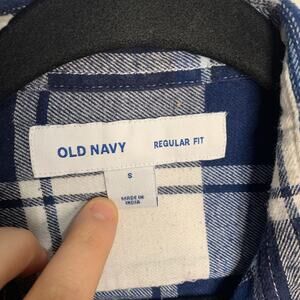 OLD NAVY REGULAR FIT
S
MADE IN
INDIA